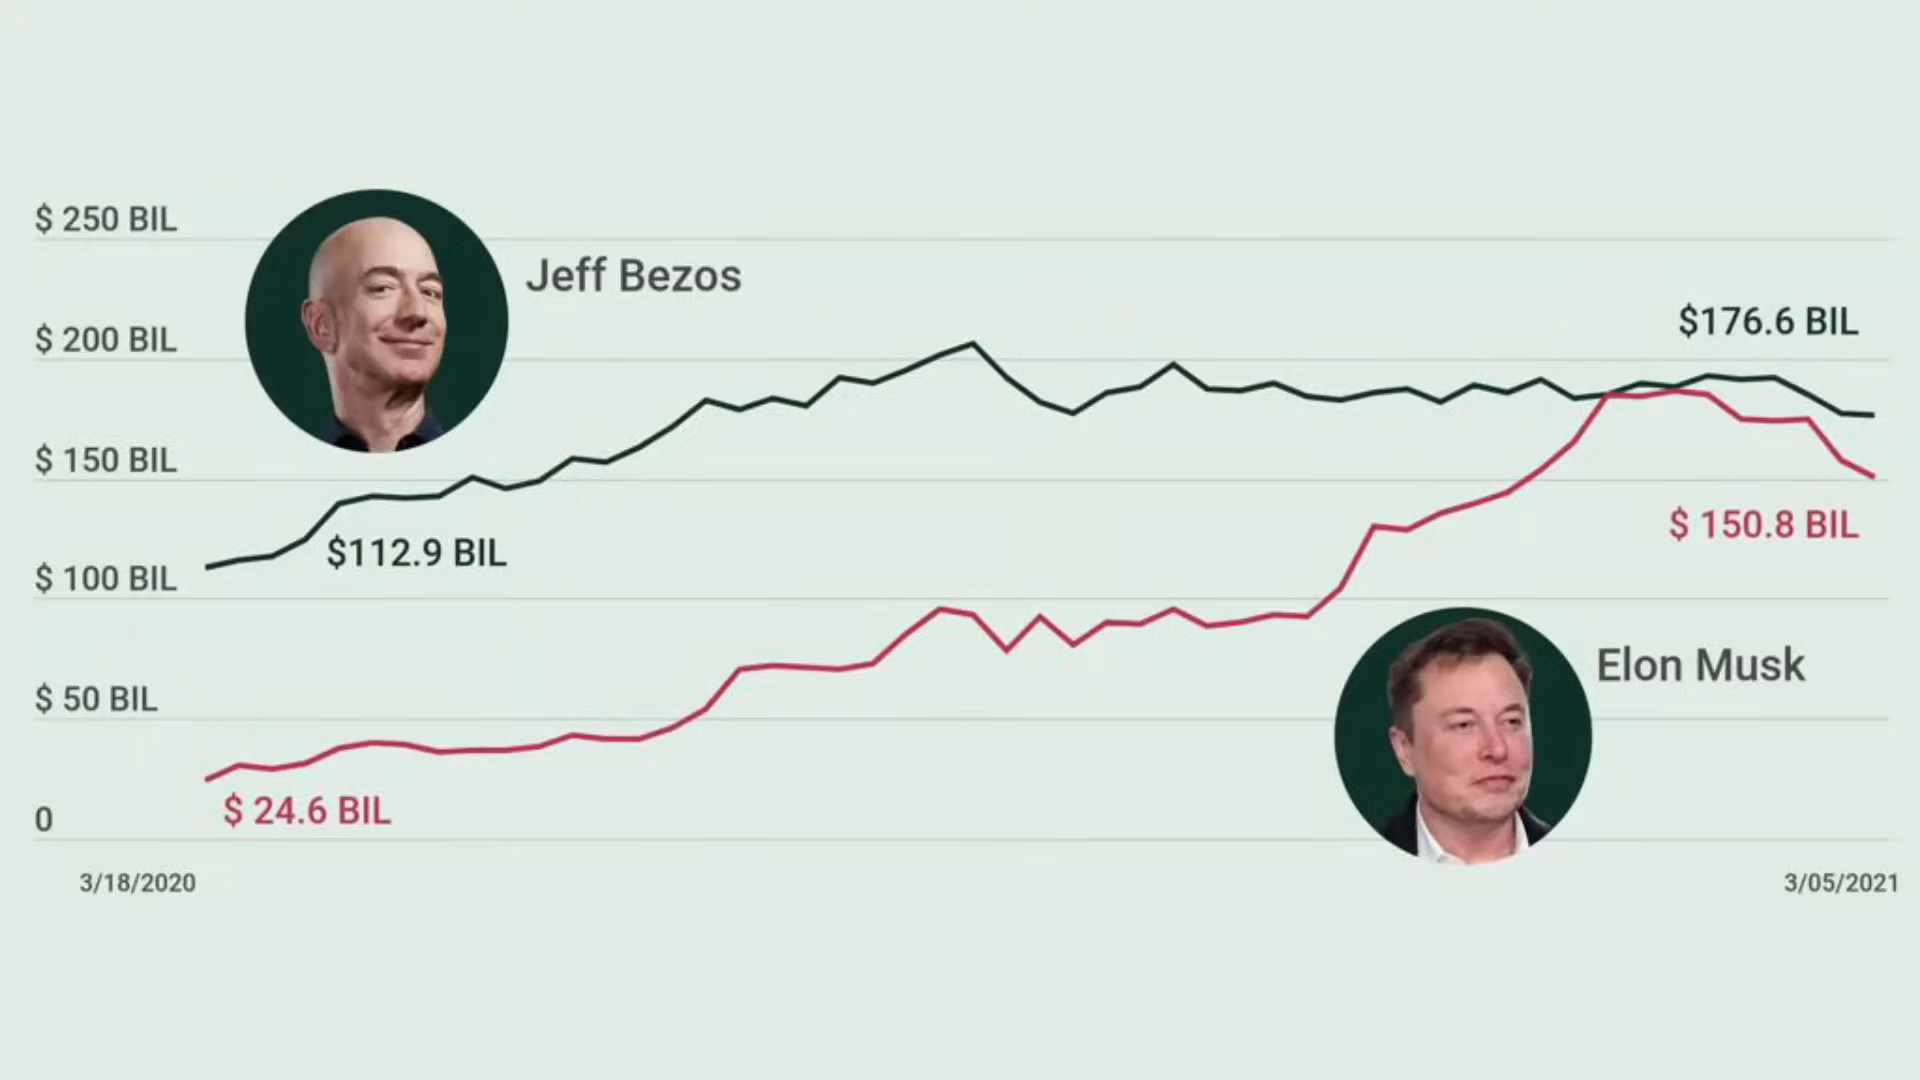 $ 250 BIL
Jeff Bezos
$176.6 BIL
$ 200 BIL
$ 150 BIL
$ 150.8 BIL
$112.9 BIL
$ 100 BIL
Elon Musk
$ 50 BIL
$ 24.6 BIL
0
3/18/2020
3/05/2021